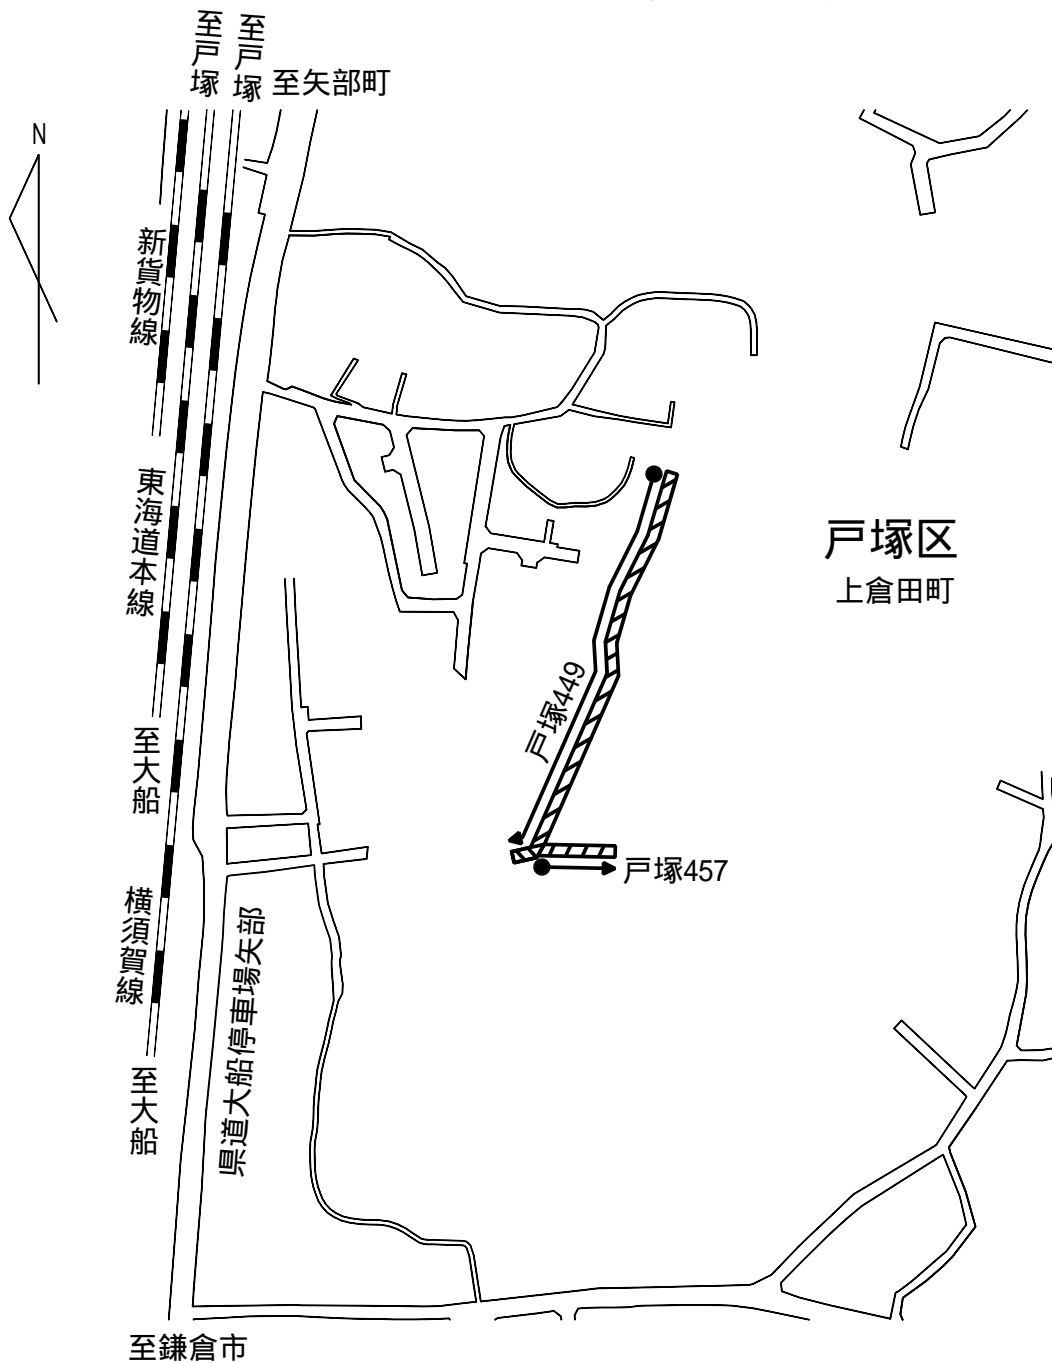 至戸塚
至戸塚
至矢部町
N
新貨物線
東海道本線
戸塚区
上倉田町
戸塚449
至大船
戸塚457
横須賀線
県道大船停車場矢部
至大船
至鎌倉市